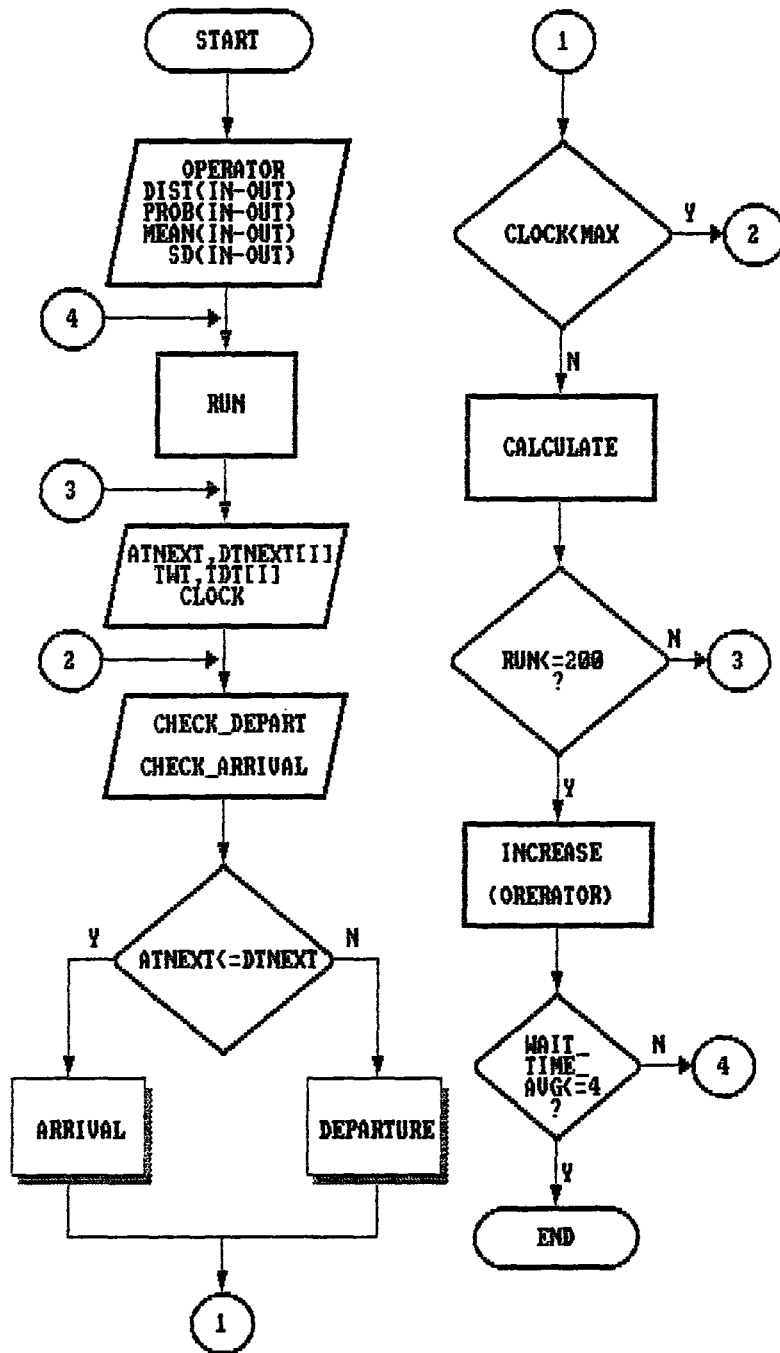 START
OPERATOR
DIST(IN-OUT)
PROB(IN-OUT)
MEAN(IN-OUT)
SD(IN-OUT)
4
RUN
3
ATNEXT,DTNEXT[I]
TWT,TDT[I]
CLOCK
2
CHECK_DEPART
CHECK_ARRIVAL
Y
ATNEXT<=DTNEXT
N
ARRIVAL
DEPARTURE
1
1
CLOCK<MAX
Y
2
N
CALCULATE
RUN<=200
?
N
3
Y
INCREASE
(ORERATOR)
WAIT_
TIME_
AVG<=4
?
N
4
Y
END